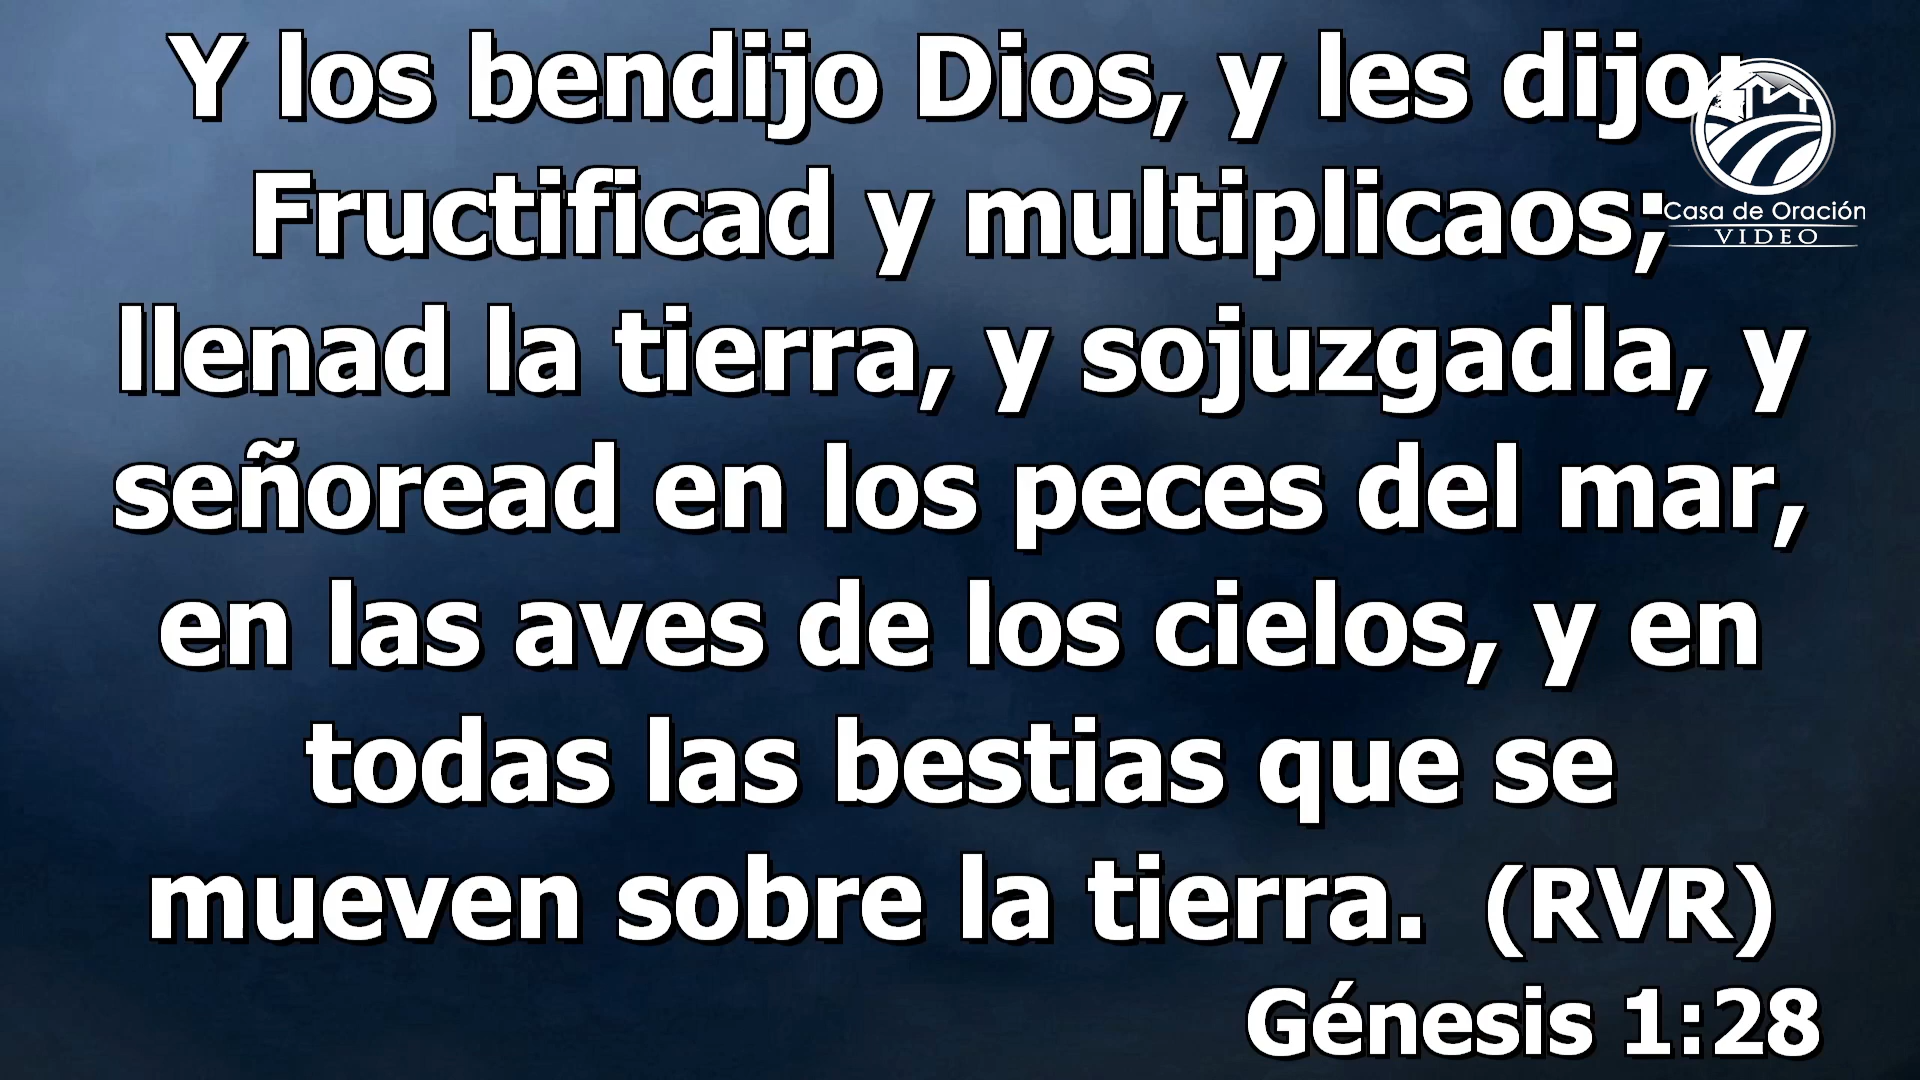 Y los bendijo Dios, y les dijo:
Fructificad y multiplicaos;
llenad la tierra, y sojuzgadla, y
señoread en los peces del mar,
en las aves de los cielos, y en
todas las bestias que se
mueven sobre la tierra.  (RVR)
Génesis 1:28
Casa de Oración
VIDEO